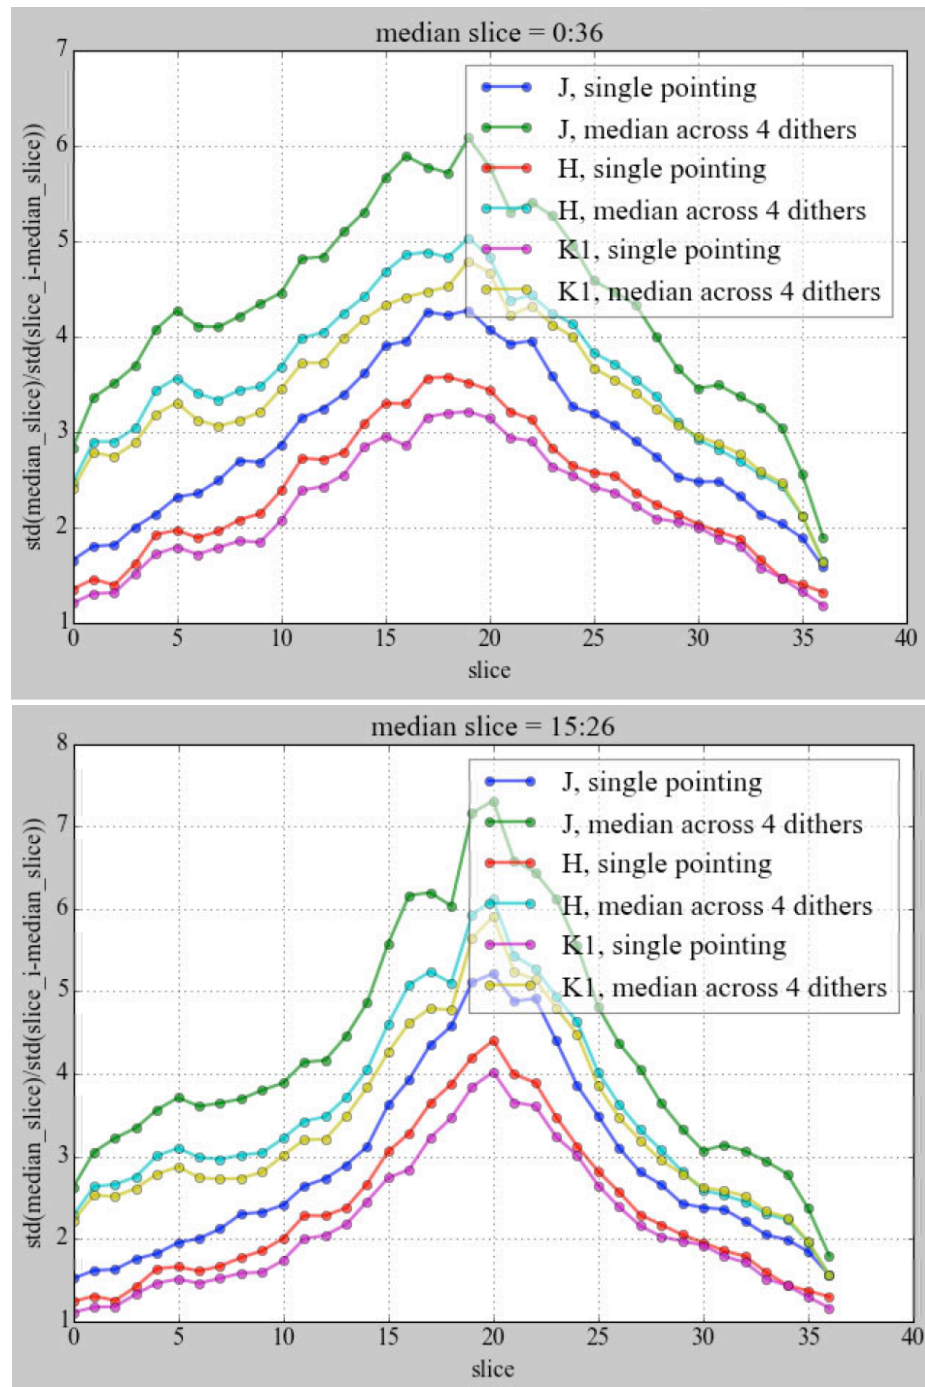 median slice = 0:36
7
6
5
4
3
2
1
std(median_slice)/std(slice_i-median_slice))
J, single pointing
J, median across 4 dithers
H, single pointing
H, median across 4 dithers
K1, single pointing
K1, median across 4 dithers
0 5 10 15 20 25 30 35 40
slice
median slice = 15:26
8
7
6
5
4
3
2
1
std(median_slice)/std(slice_i-median_slice))
J, single pointing
J, median across 4 dithers
H, single pointing
H, median across 4 dithers
K1, single pointing
K1, median across 4 dithers
0 5 10 15 20 25 30 35 40
slice